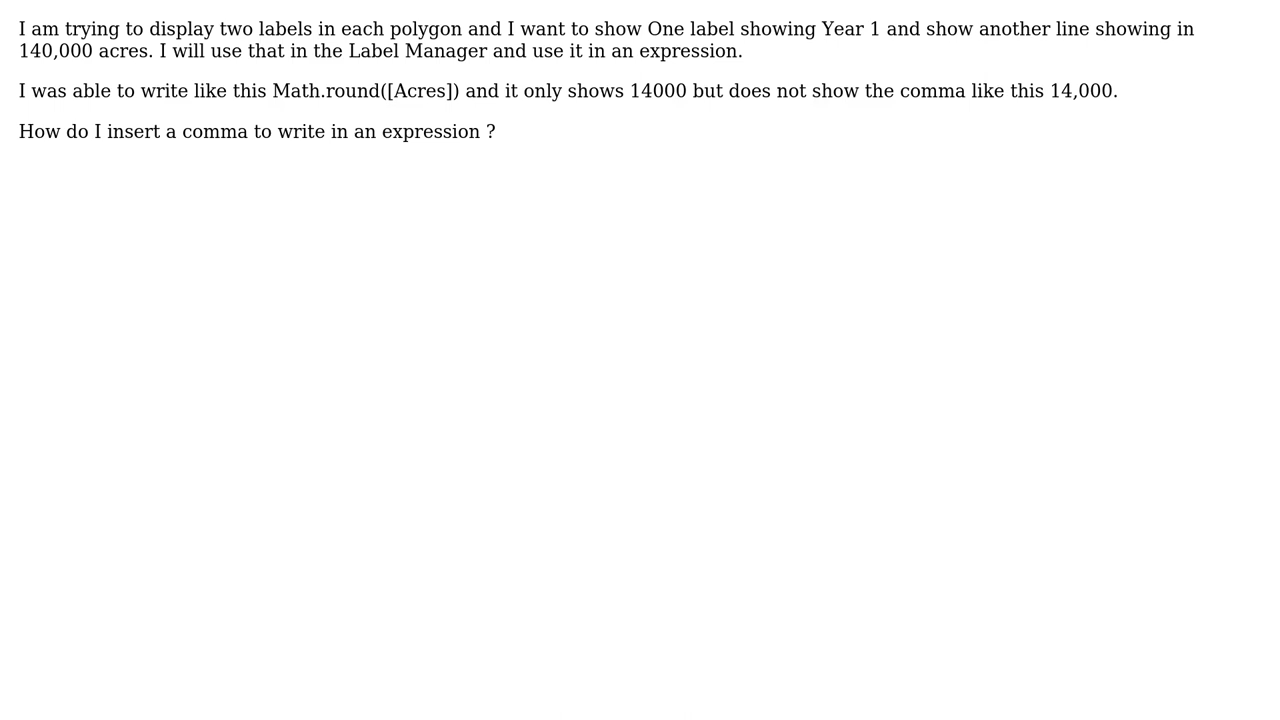 I am trying to display two labels in each polygon and I want to show One label showing Year 1 and show another line showing in
140,000 acres. I will use that in the Label Manager and use it in an expression.
I was able to write like this Math.round([Acres]) and it only shows 14000 but does not show the comma like this 14,000.
How do I insert a comma to write in an expression ?